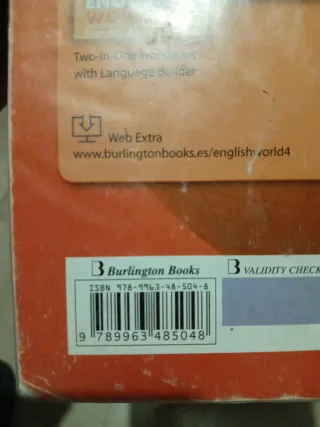 Two-in-One Workbook
with Language Builder
Web Extra
www.burlingtonbooks.es/englishworld4
B Burlington Books
B VALIDITY CHECK
ISBN 978-9963-48-504-8
9 789963 485048